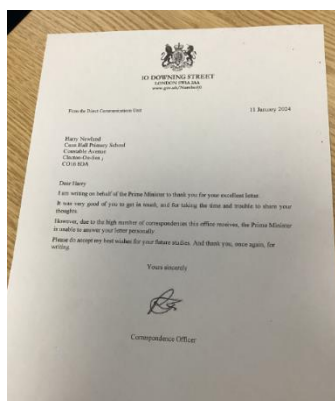 10 DOWNING STREET
LONDON SW1A 2AA
www.gov.uk/Number10
From the Direct Communications Unit
11 January 2024
Harry
Cann Hall Primary School
Constable Avenue
Clacton-On-Sea ,
CO16 8DA
Dear Harry
I am writing on behalf of the Prime Minister to thank you for your excellent letter.
It was very good of you to get in touch, and for taking the time and trouble to share your
thoughts.
However, due to the high number of correspondence this office receives, the Prime Minister
is unable to answer your letter personally.
Please do accept my best wishes for your future studies. And thank you, once again, for
writing.
Yours sincerely
Correspondence Officer